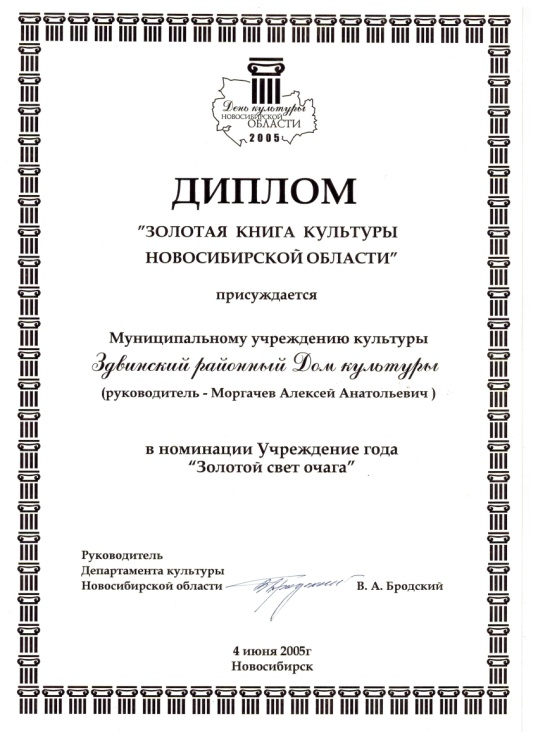 День культуры
НОВОСИБИРСКОЙ
ОБЛАСТИ
2005
ДИПЛОМ
"ЗОЛОТАЯ КНИГА КУЛЬТУРЫ
НОВОСИБИРСКОЙ ОБЛАСТИ"
присуждается
Муниципальному учреждению культуры
Здвинский районный Дом культуры
(руководитель - Моргачев Алексей Анатольевич )
в номинации Учреждение года
"Золотой свет очага"
Руководитель
Департамента культуры
Новосибирской области В. А. Бродский
4 июня 2005г
Новосибирск